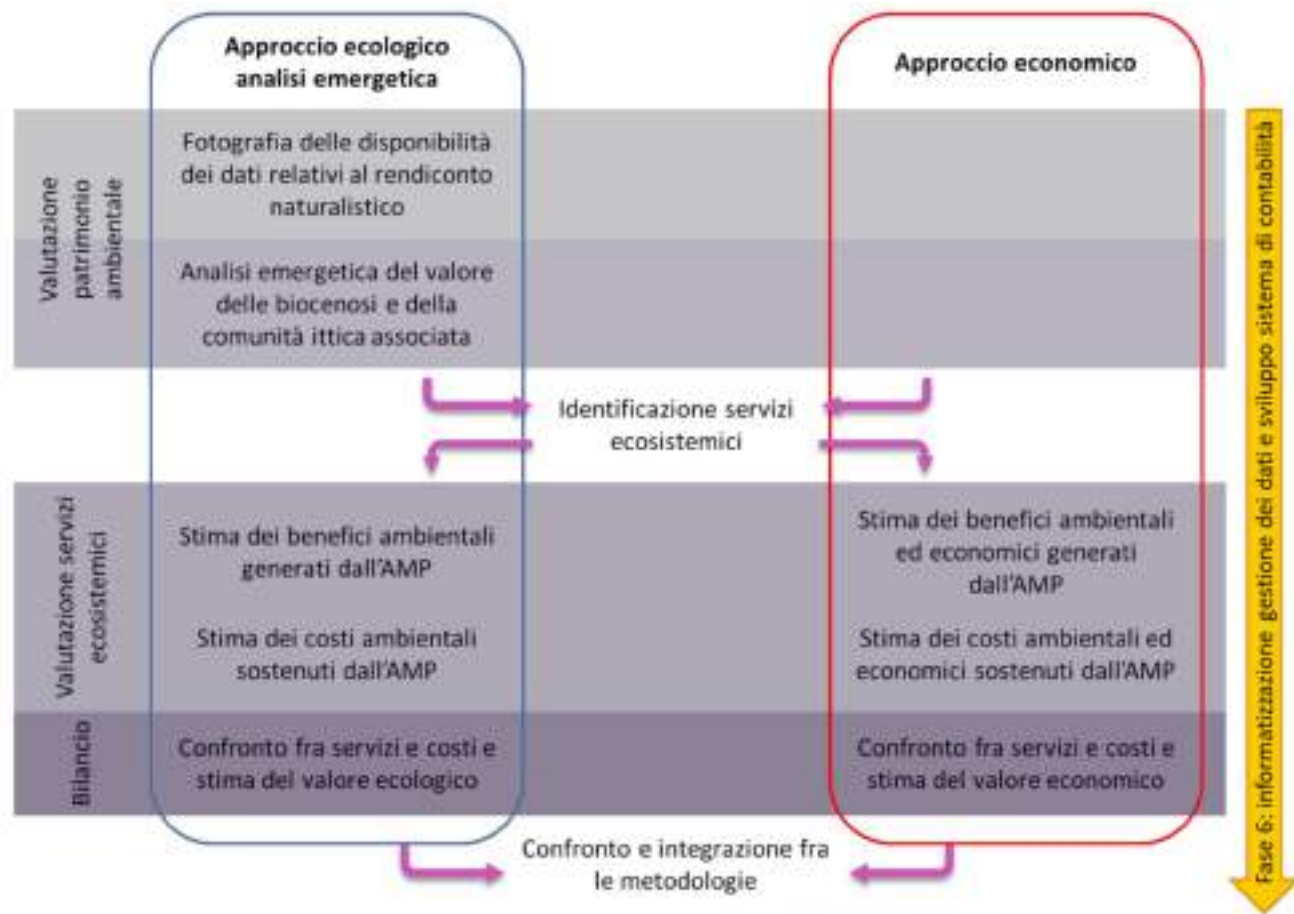 Approccio ecologico
analisi emergetica
Approccio economico
Valutazione
patrimonio
ambientale
Fotografia delle disponibilità
dei dati relativi al rendiconto
naturalistico
Analisi emergetica del valore
delle biocenosi e della
comunità ittica associata
Identificazione servizi
ecosistemici
Valutazione servizi
ecosistemici
Stima dei benefici ambientali
generati dall'AMP
Stima dei costi ambientali
sostenuti dall'AMP
Stima dei benefici ambientali
ed economici generati
dall'AMP
Stima dei costi ambientali ed
economici sostenuti dall'AMP
Bilancio
Confronto fra servizi e costi e
stima del valore ecologico
Confronto fra servizi e costi e
stima del valore economico
Confronto e integrazione fra
le metodologie
Fase 6: informatizzazione gestione dei dati e sviluppo sistema di contabilità